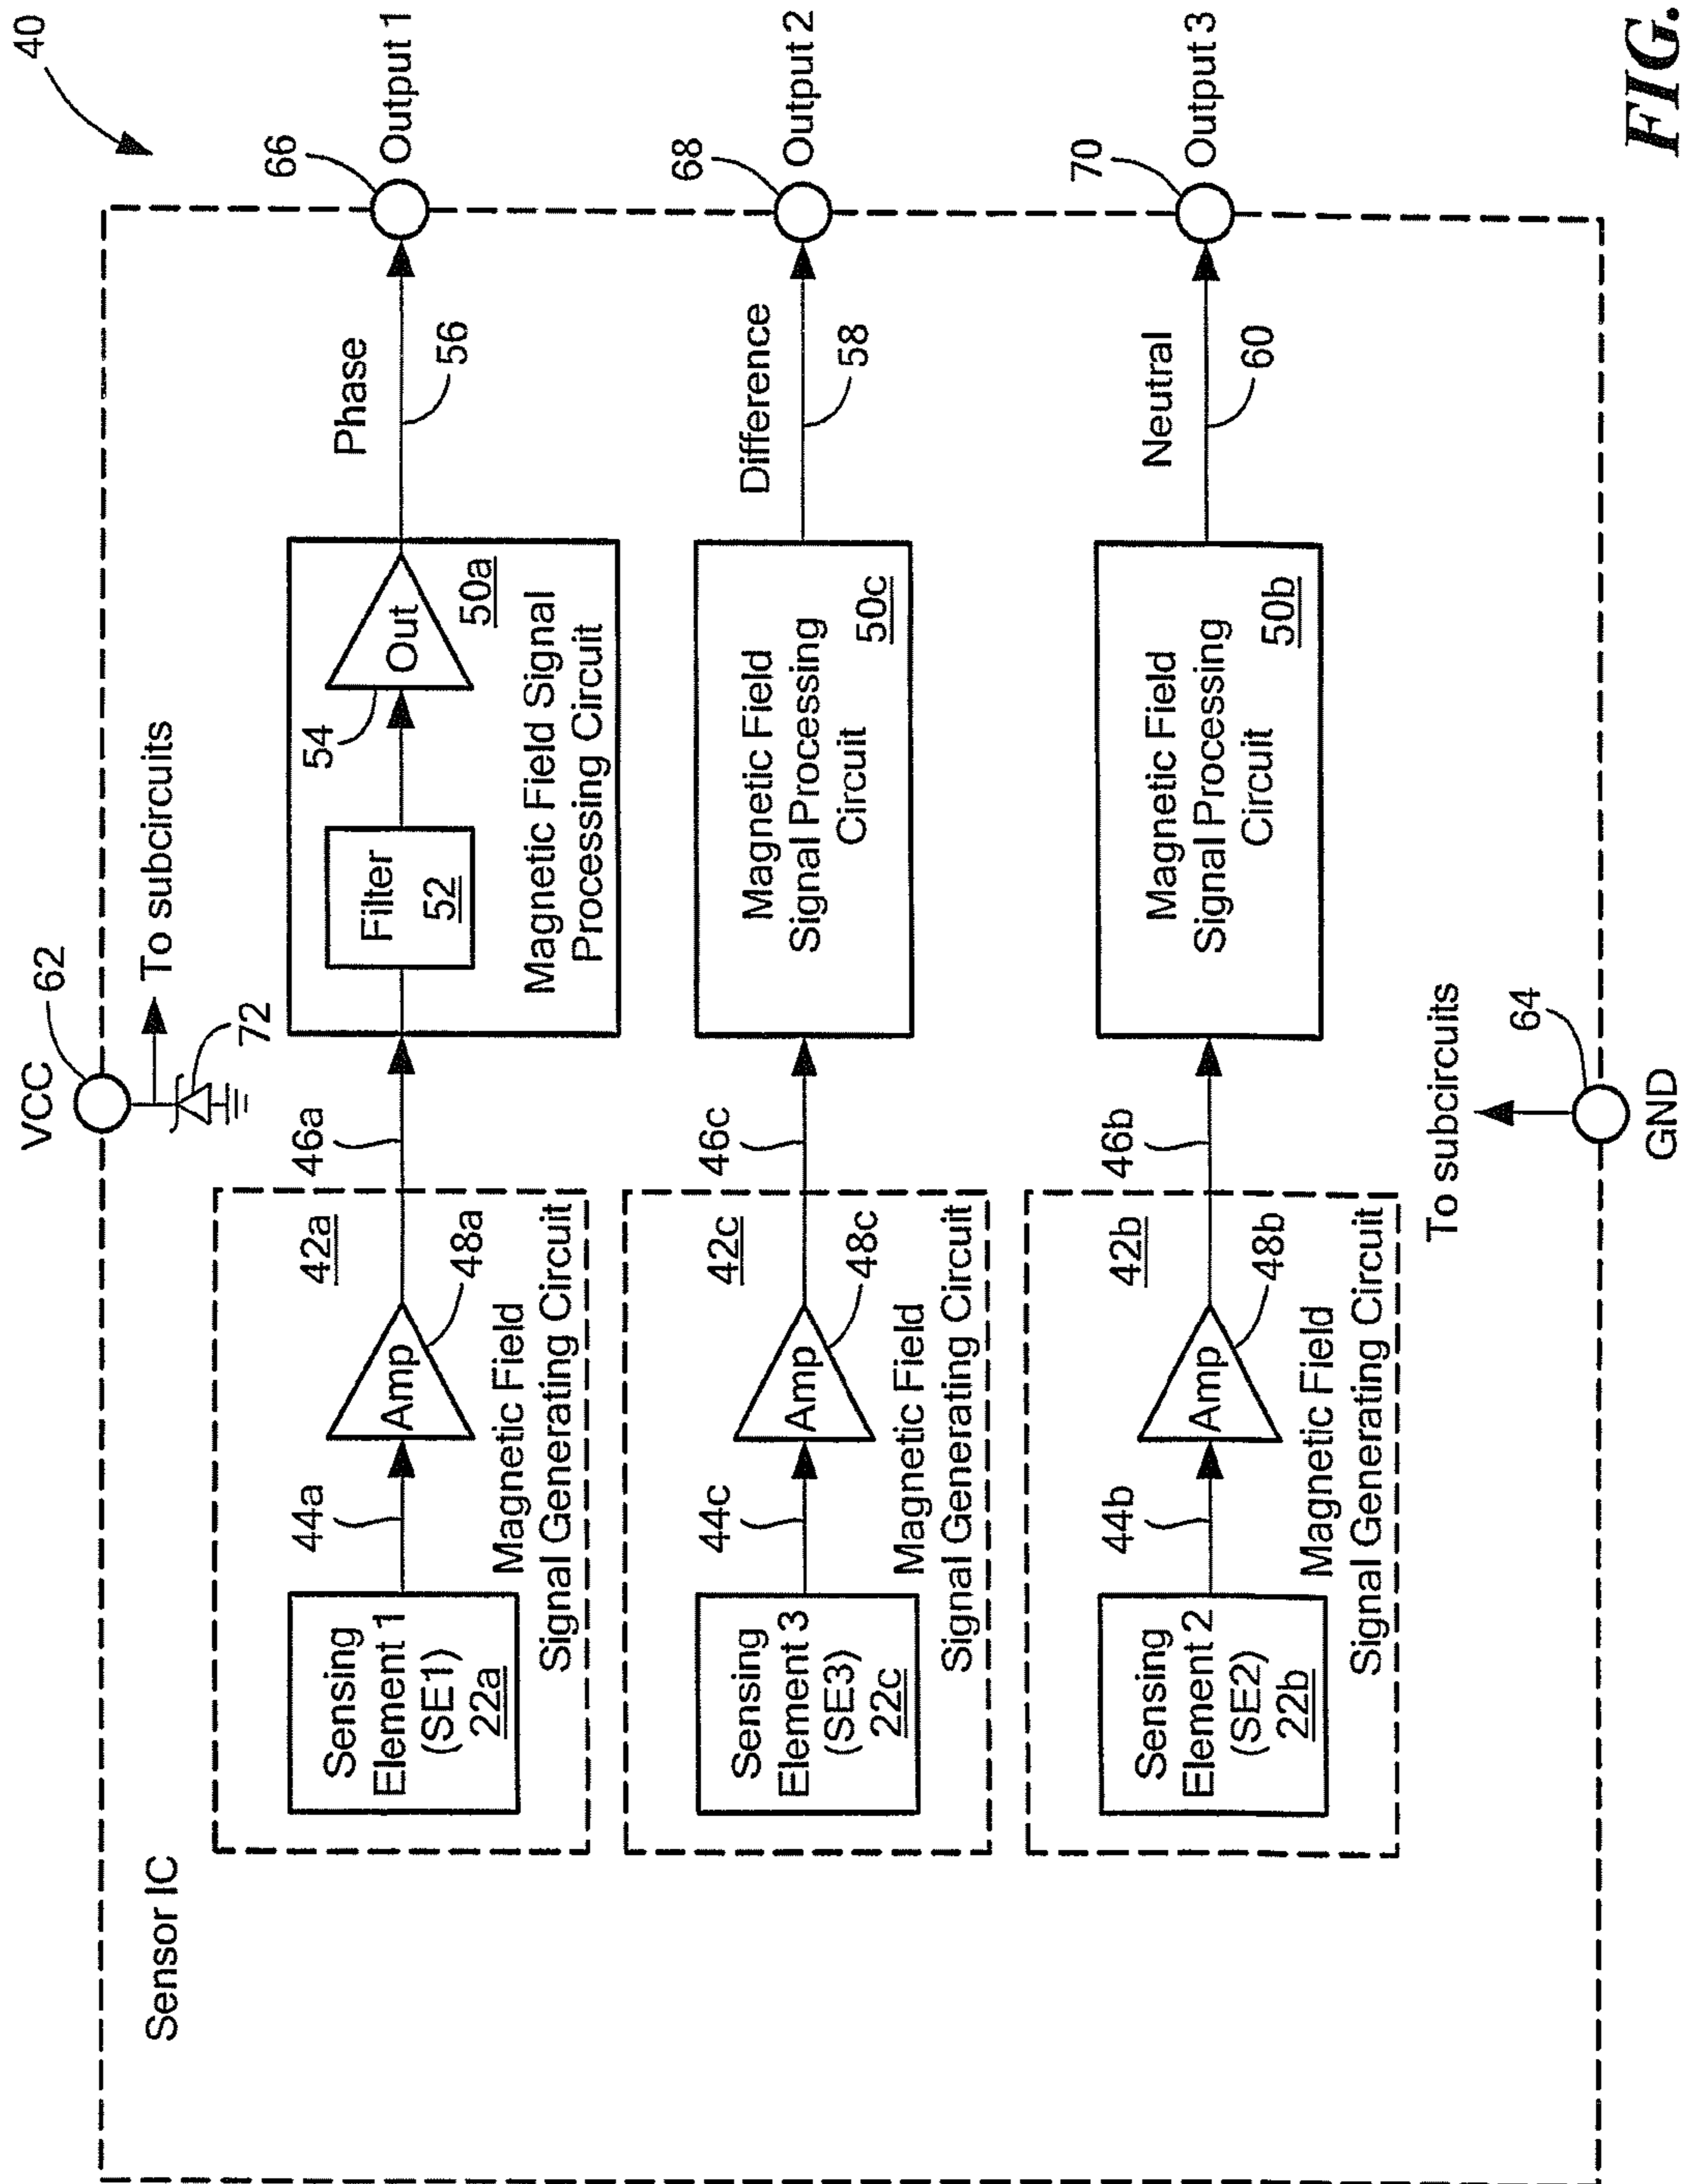 40
VCC
62
To subcircuits
72
Sensor IC
Sensing
Element 1
(SE1)
22a
44a
Amp
42a
48a
Magnetic Field
Signal Generating Circuit
46a
Filter
52
54
Out
50a
Magnetic Field Signal
Processing Circuit
Phase
56
66
Output 1
Sensing
Element 3
(SE3)
22c
44c
Amp
42c
48c
Magnetic Field
Signal Generating Circuit
46c
Magnetic Field
Signal Processing
Circuit
50c
Difference
58
68
Output 2
Sensing
Element 2
(SE2)
22b
44b
Amp
42b
48b
Magnetic Field
Signal Generating Circuit
46b
Magnetic Field
Signal Processing
Circuit
50b
Neutral
60
70
Output 3
To subcircuits
64
GND
FIG.